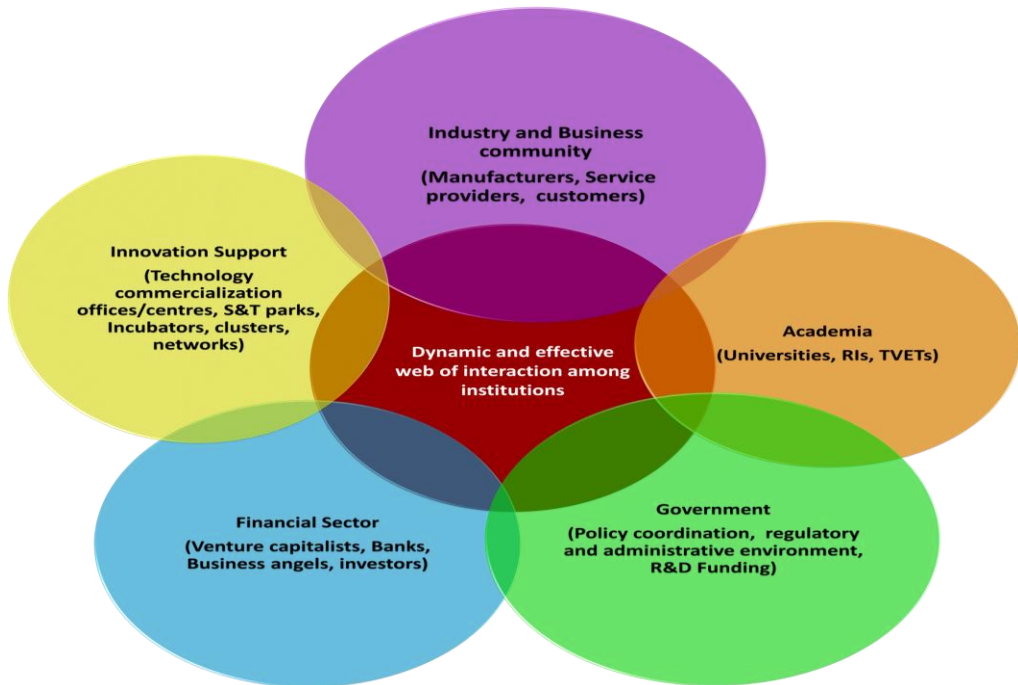 Industry and Business
community
(Manufacturers, Service
providers, customers)
Innovation Support
(Technology
commercialization
offices/centres, S&T parks,
Incubators, clusters,
networks)
Academia
(Universities, RIs, TVETs)
Dynamic and effective
web of interaction among
institutions
Financial Sector
(Venture capitalists, Banks,
Business angels, investors)
Government
(Policy coordination, regulatory
and administrative environment,
R&D Funding)